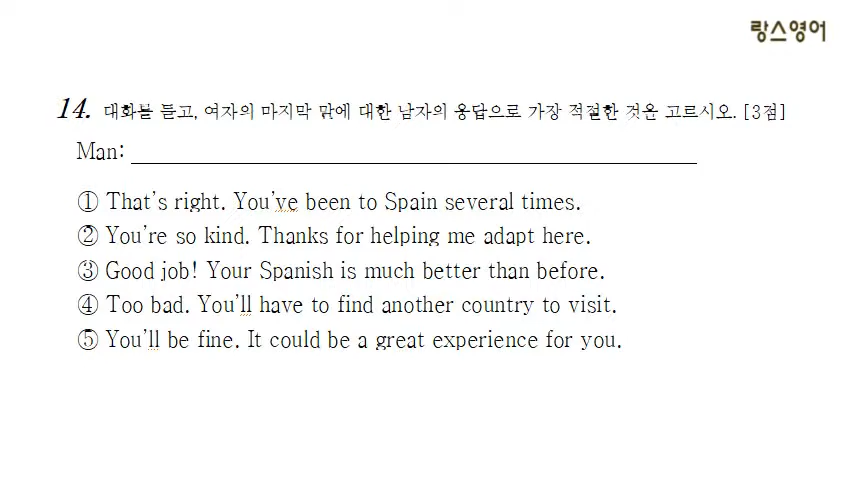 랑스영어
14. 대화를 듣고, 여자의 마지막 말에 대한 남자의 응답으로 가장 적절한 것을 고르시오. [3점]
Man:
① That's right. You've been to Spain several times.
② You're so kind. Thanks for helping me adapt here.
③ Good job! Your Spanish is much better than before.
④ Too bad. You'll have to find another country to visit.
⑤ You'll be fine. It could be a great experience for you.